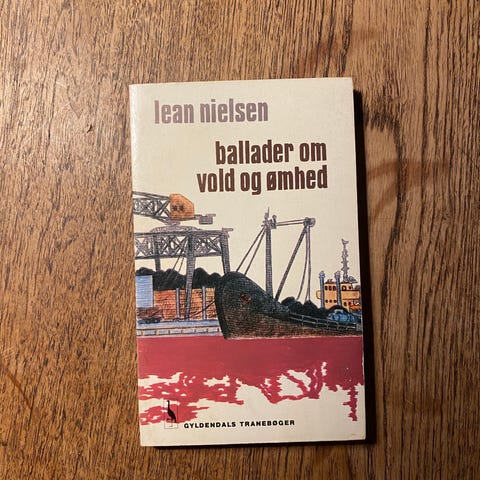 lean nielsen
ballader om
vold og ømhed
GYLDENDALS TRANEBØGER